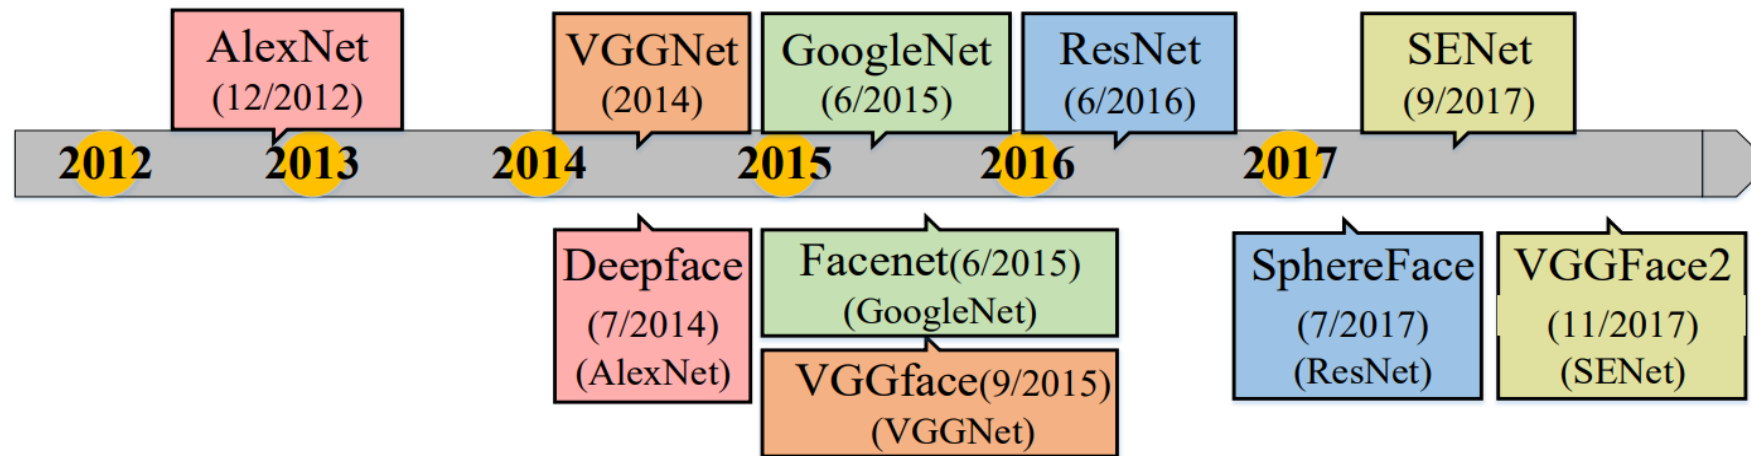 AlexNet
(12/2012)
VGGNet
(2014)
GoogleNet
(6/2015)
ResNet
(6/2016)
SENet
(9/2017)
2012
2013
2014
2015
2016
2017
Deepface
(7/2014)
(AlexNet)
Facenet(6/2015)
(GoogleNet)
VGGface(9/2015)
(VGGNet)
SphereFace
(7/2017)
(ResNet)
VGGFace2
(11/2017)
(SENet)